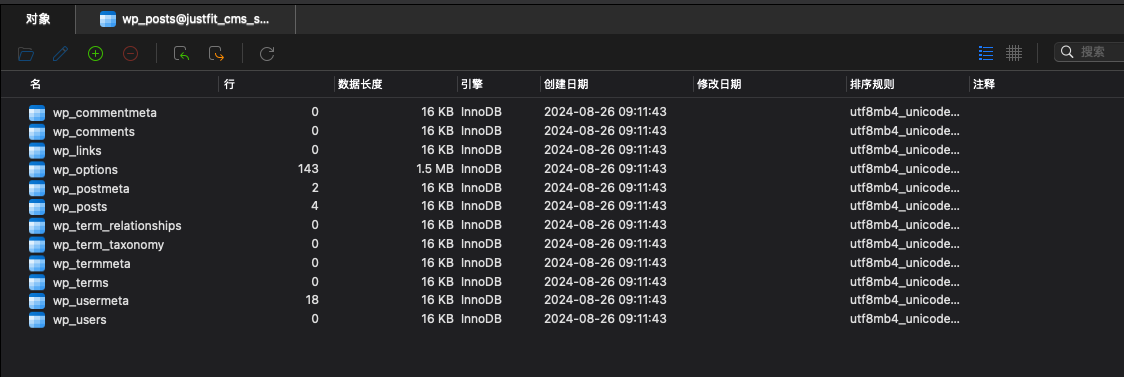 对象 wp_posts@justfit_cms_s...
搜索
名 行 数据长度 引擎 创建日期 修改日期 排序规则 注释
wp_commentmeta 0 16 KB InnoDB 2024-08-26 09:11:43 utf8mb4_unicode...
wp_comments 0 16 KB InnoDB 2024-08-26 09:11:43 utf8mb4_unicode...
wp_links 0 16 KB InnoDB 2024-08-26 09:11:43 utf8mb4_unicode...
wp_options 143 1.5 MB InnoDB 2024-08-26 09:11:43 utf8mb4_unicode...
wp_postmeta 2 16 KB InnoDB 2024-08-26 09:11:43 utf8mb4_unicode...
wp_posts 4 16 KB InnoDB 2024-08-26 09:11:43 utf8mb4_unicode...
wp_term_relationships 0 16 KB InnoDB 2024-08-26 09:11:43 utf8mb4_unicode...
wp_term_taxonomy 0 16 KB InnoDB 2024-08-26 09:11:43 utf8mb4_unicode...
wp_termmeta 0 16 KB InnoDB 2024-08-26 09:11:43 utf8mb4_unicode...
wp_terms 0 16 KB InnoDB 2024-08-26 09:11:43 utf8mb4_unicode...
wp_usermeta 18 16 KB InnoDB 2024-08-26 09:11:43 utf8mb4_unicode...
wp_users 0 16 KB InnoDB 2024-08-26 09:11:43 utf8mb4_unicode...